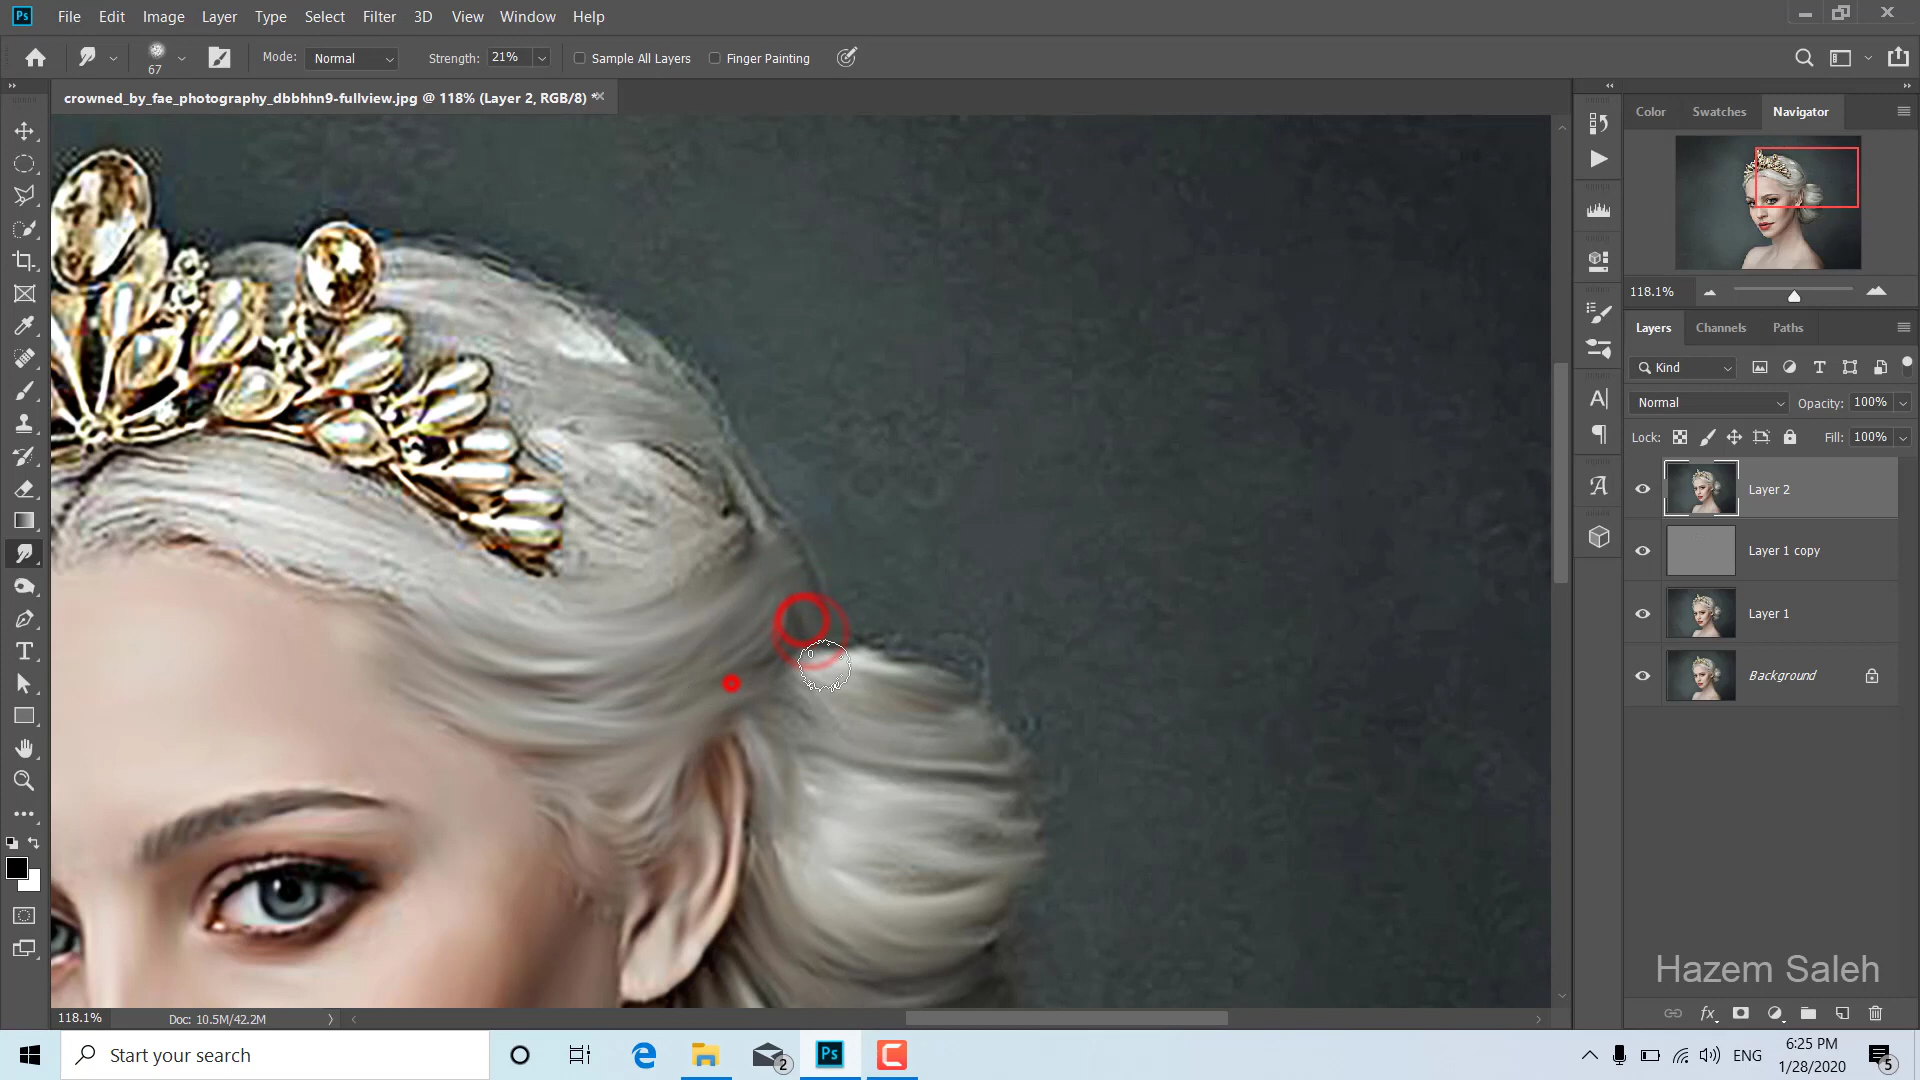 Ps File Edit Image Layer Type Select Filter 3D View Window Help
67 Mode: Normal Strength: 21% Sample All Layers Finger Painting
crowned_by_fae_photography_dbbhhn9-fullview.jpg @ 118% (Layer 2, RGB/8) *
Color Swatches Navigator
118.1%
Layers Channels Paths
Kind
Normal Opacity: 100%
Lock: Fill: 100%
Layer 2
Layer 1 copy
Layer 1
Background
Hazem Saleh
118.1% Doc: 10.5M/42.2M
Start your search
2
Ps
ENG
6:25 PM
1/28/2020
5